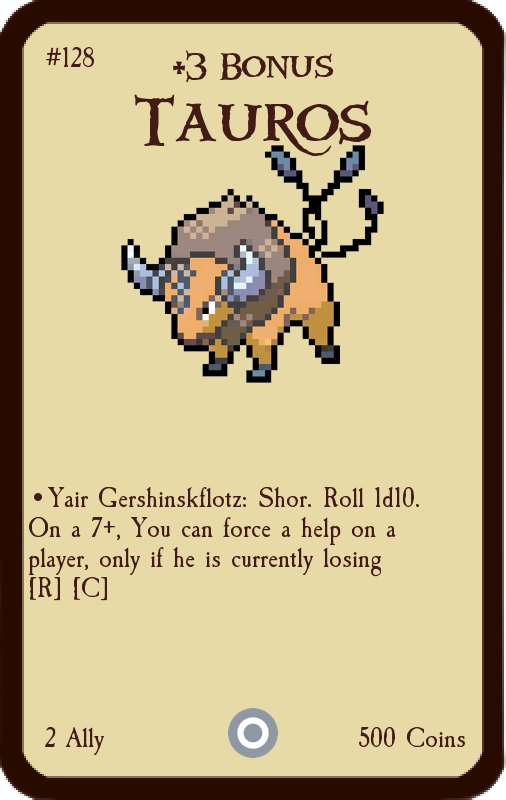 #128
+3 Bonus
Tauros
•Yair Gershinskflotz: Shor. Roll 1d10.
On a 7+, You can force a help on a
player, only if he is currently losing
[R] [C]
2 Ally
500 Coins